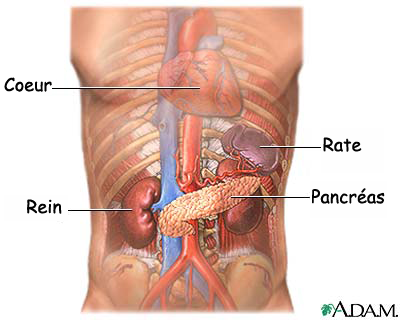 Coeur
Rate
Pancréas
Rein
A.D.A.M.